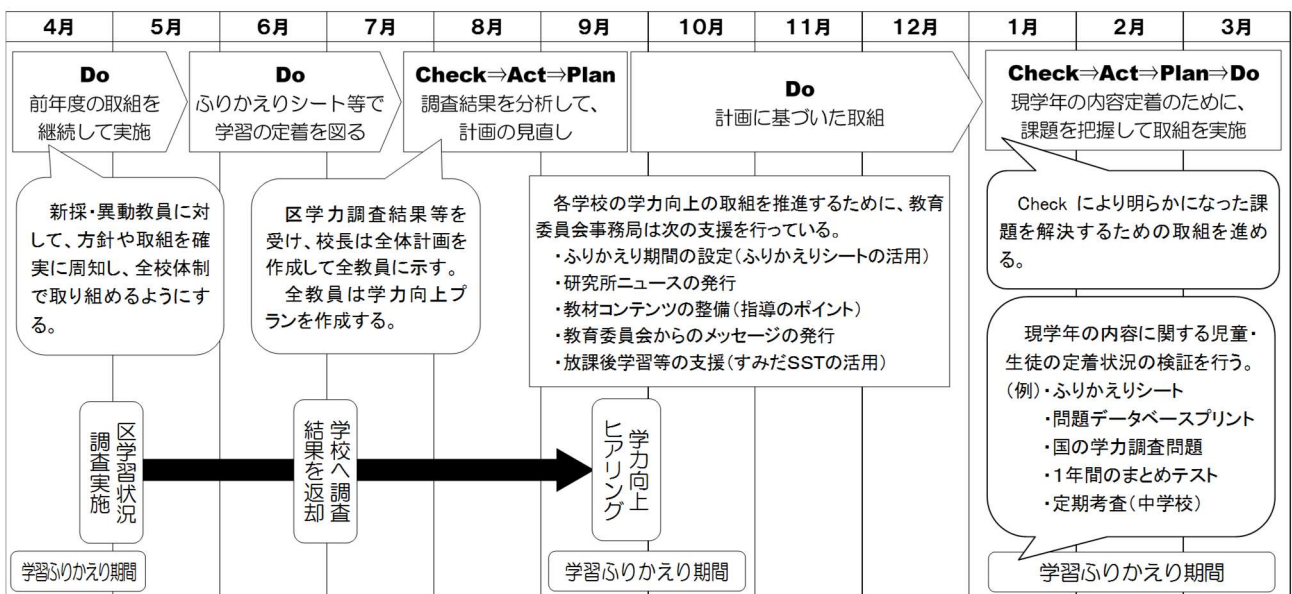 4月 5月 6月 7月 8月 9月 10月 11月 12月 1月 2月 3月
Do
前年度の取組を
継続して実施
Do
ふりかえりシート等で
学習の定着を図る
Check⇒Act⇒Plan
調査結果を分析して、
計画の見直し
Do
計画に基づいた取組
Check⇒Act⇒Plan⇒Do
現学年の内容定着のために、
課題を把握して取組を実施
新採・異動教員に対
して、方針や取組を確
実に周知し、全校体制
で取り組めるようにす
る。
区学力調査結果等を
受け、校長は全体計画を
作成して全教員に示す。
全教員は学力向上プ
ランを作成する。
各学校の学力向上の取組を推進するために、教育
委員会事務局は次の支援を行っている。
・ふりかえり期間の設定(ふりかえりシートの活用)
・研究所ニュースの発行
・教材コンテンツの整備(指導のポイント)
・教育委員会からのメッセージの発行
・放課後学習等の支援(すみだSSTの活用)
Check により明らかになった課
題を解決するための取組を進め
る。
現学年の内容に関する児童・
生徒の定着状況の検証を行う。
(例)・ふりかえりシート
・問題データベースプリント
・国の学力調査問題
・1年間のまとめテスト
・定期考査(中学校)
区学習状況
調査実施
学校へ調査
結果を返却
学力向上
ヒアリング
学習ふりかえり期間
学習ふりかえり期間
学習ふりかえり期間